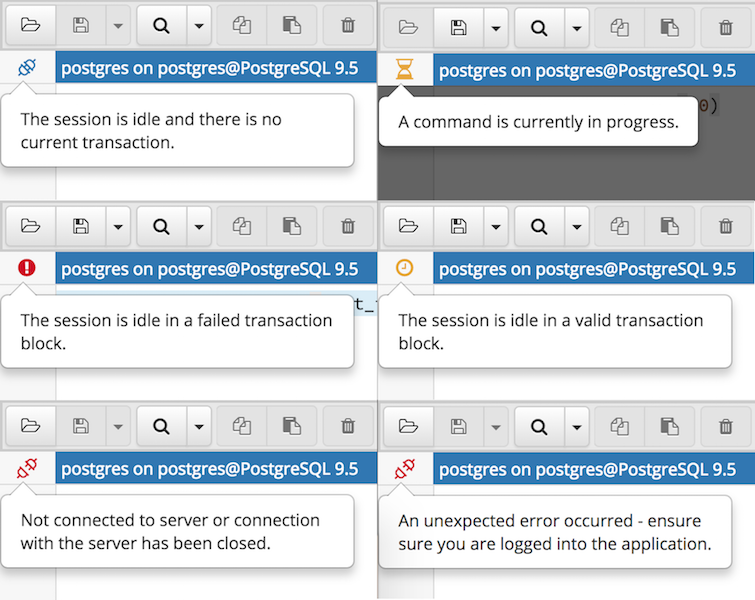 postgres on postgres@PostgreSQL 9.5
The session is idle and there is no
current transaction.
postgres on postgres@PostgreSQL 9.5
0)
A command is currently in progress.
postgres on postgres@PostgreSQL 9.5
t_
The session is idle in a failed transaction
block.
postgres on postgres@PostgreSQL 9.5
The session is idle in a valid transaction
block.
postgres on postgres@PostgreSQL 9.5
Not connected to server or connection
with the server has been closed.
postgres on postgres@PostgreSQL 9.5
An unexpected error occurred - ensure
sure you are logged into the application.